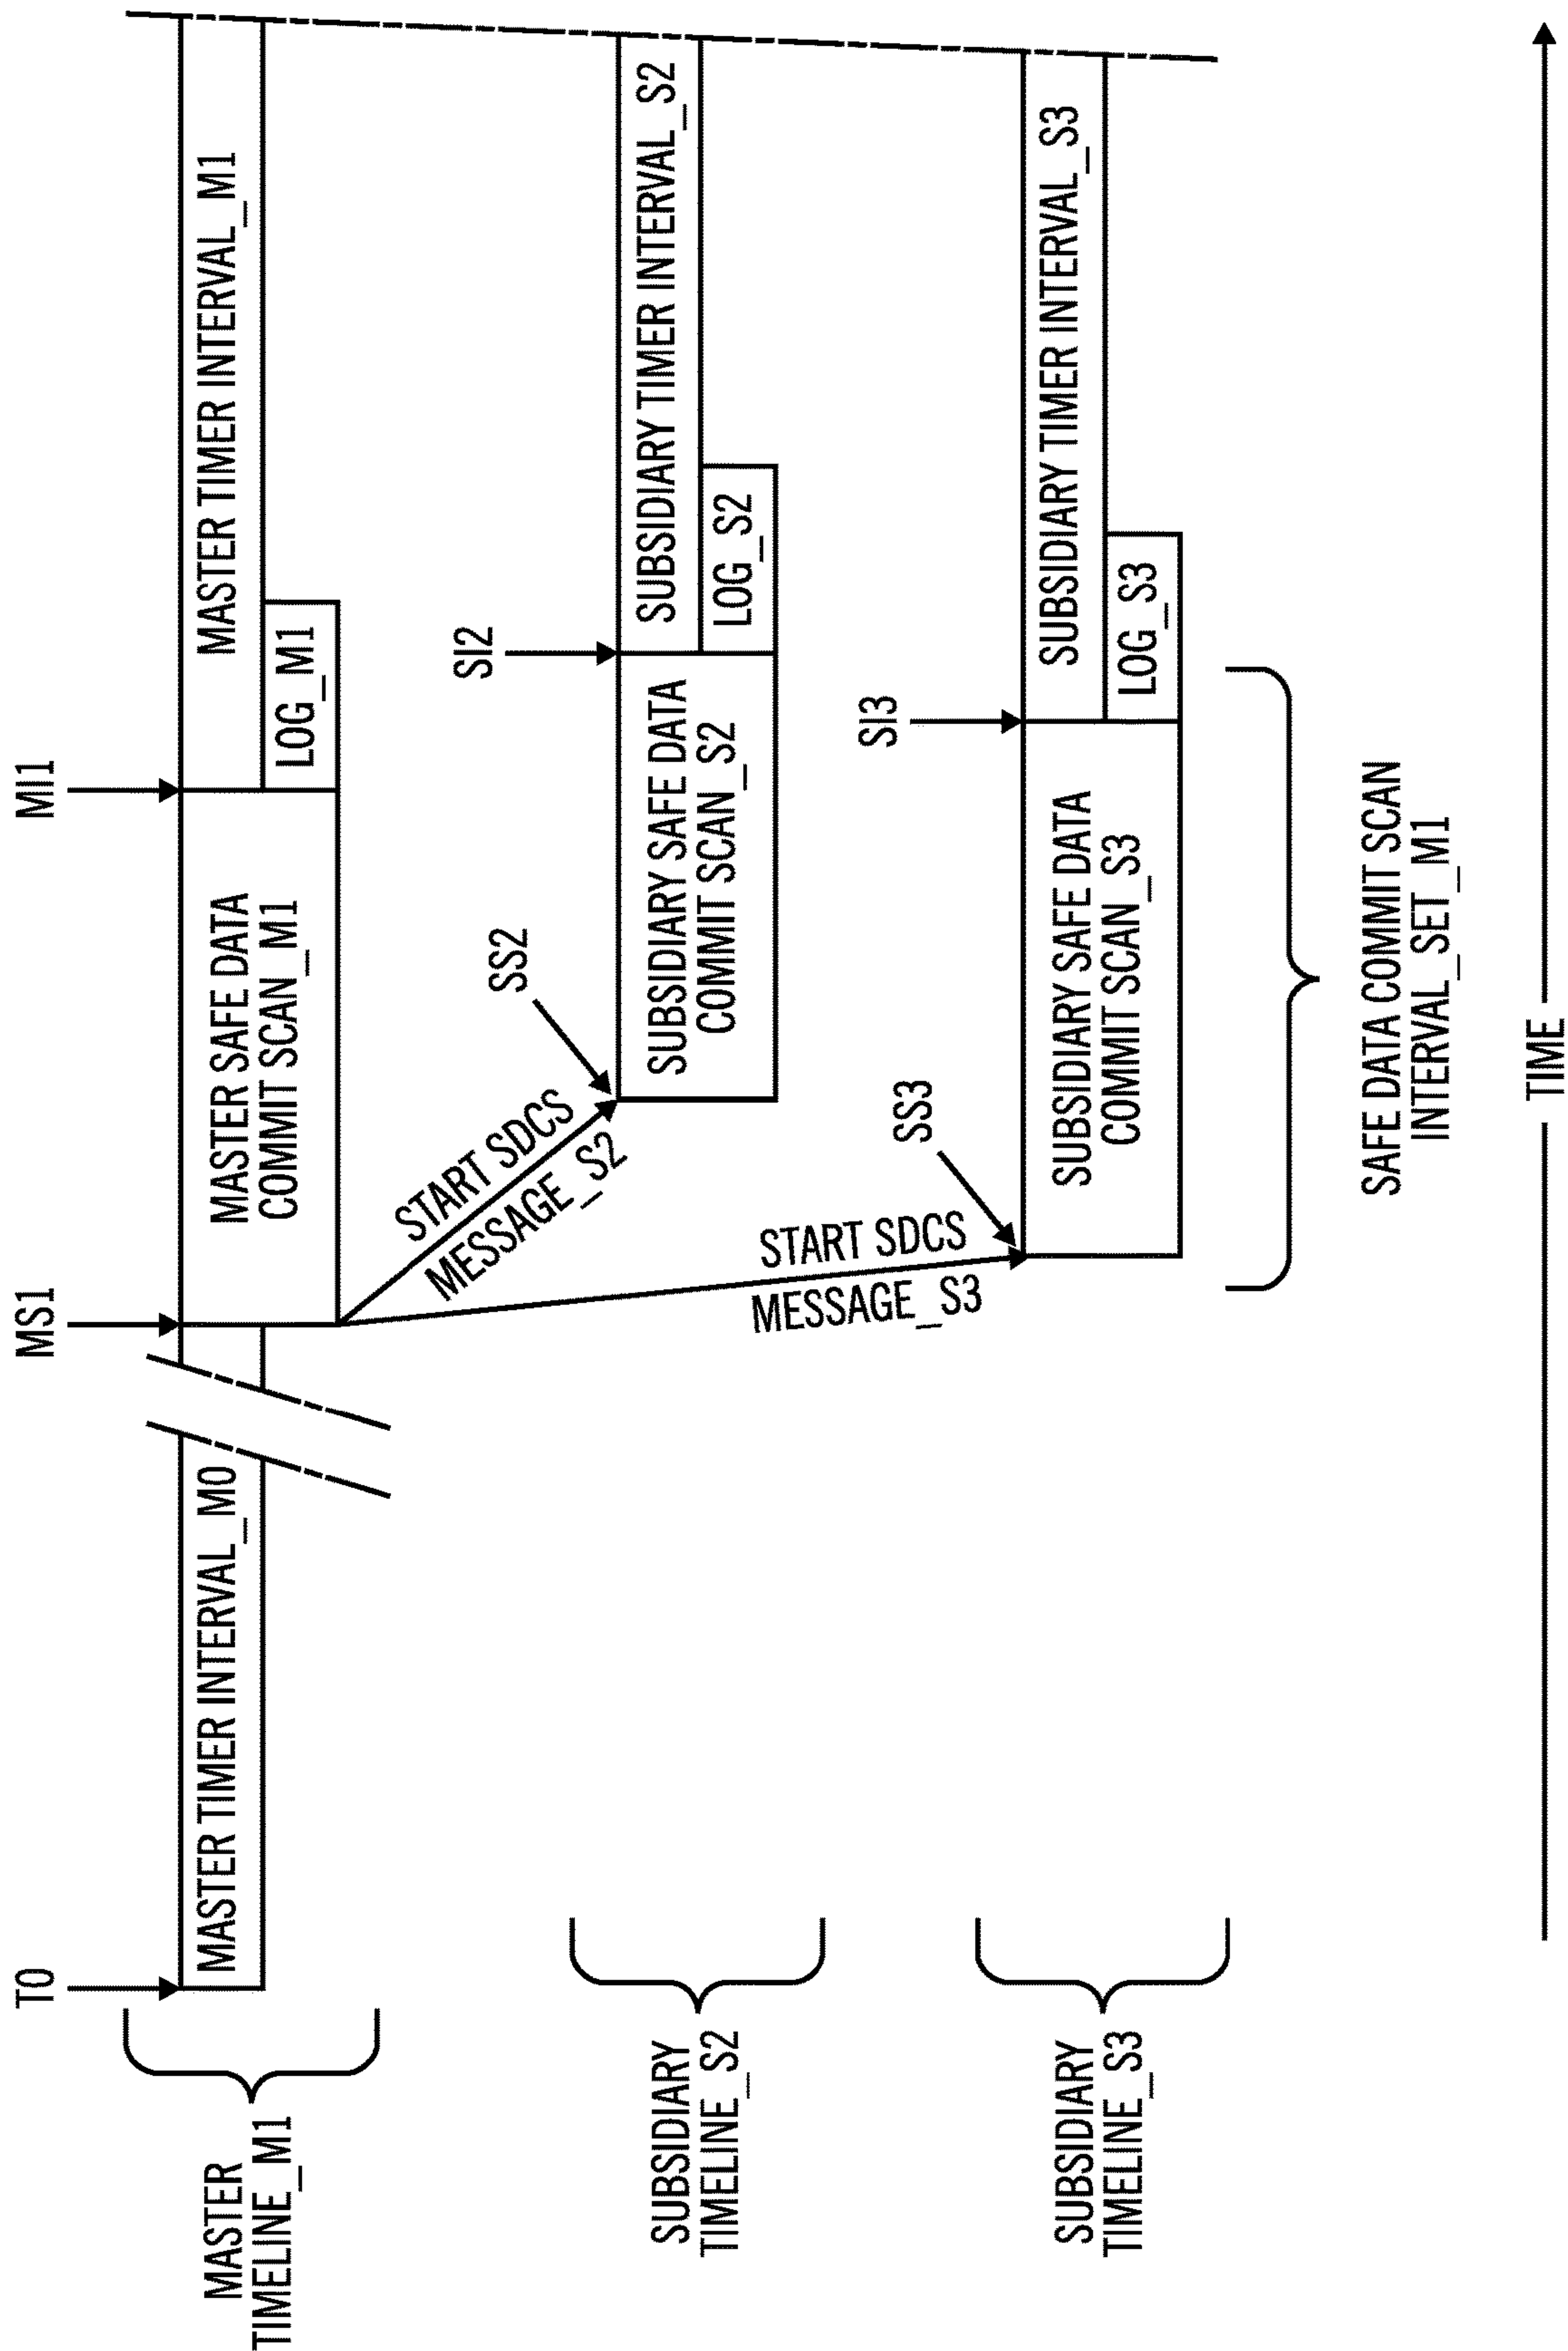 T0
MS1
MI1
MASTER
TIMELINE_M1
MASTER TIMER INTERVAL_M0
MASTER SAFE DATA
COMMIT SCAN_M1
MASTER TIMER INTERVAL_M1
LOG_M1
START SDCS
MESSAGE_S2
SS2
SI2
SUBSIDIARY
TIMELINE_S2
SUBSIDIARY SAFE DATA
COMMIT SCAN_S2
SUBSIDIARY TIMER INTERVAL_S2
LOG_S2
START SDCS
MESSAGE_S3
SS3
SI3
SUBSIDIARY
TIMELINE_S3
SUBSIDIARY SAFE DATA
COMMIT SCAN_S3
SUBSIDIARY TIMER INTERVAL_S3
LOG_S3
SAFE DATA COMMIT SCAN
INTERVAL_SET_M1
TIME